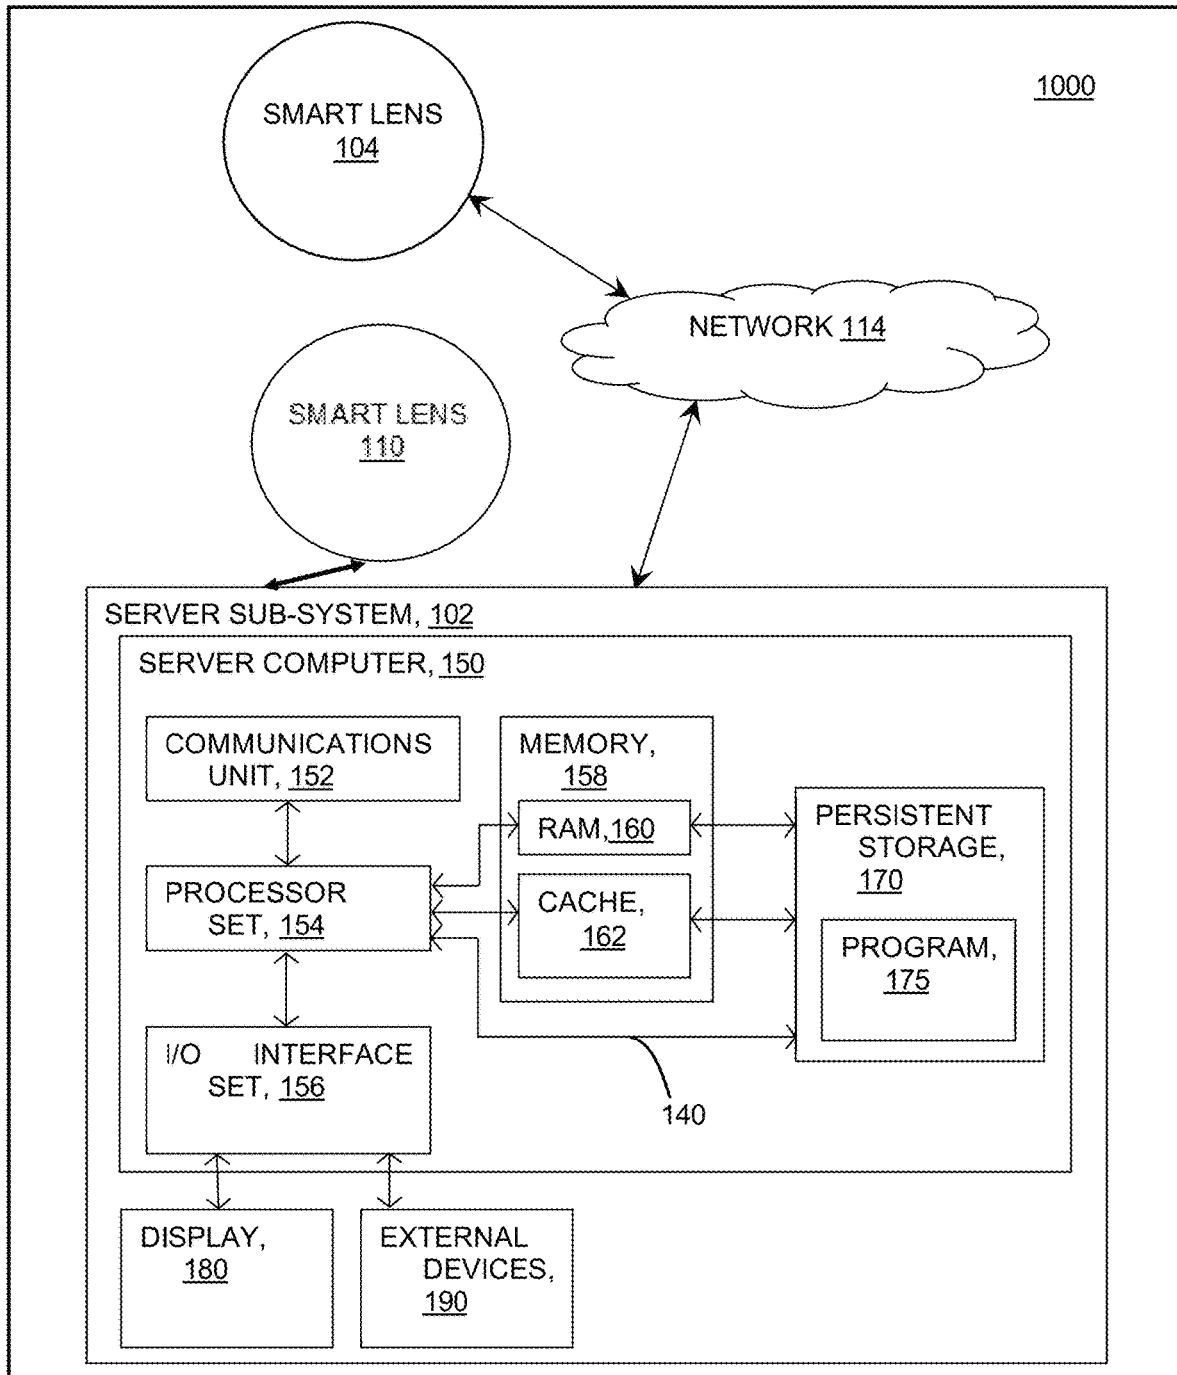 1000
SMART LENS
104
NETWORK 114
SMART LENS
110
SERVER SUB-SYSTEM, 102
SERVER COMPUTER, 150
COMMUNICATIONS
UNIT, 152
MEMORY,
158
RAM, 160
PERSISTENT
STORAGE,
170
PROCESSOR
SET, 154
CACHE,
162
PROGRAM,
175
I/O INTERFACE
SET, 156
140
DISPLAY,
180
EXTERNAL
DEVICES,
190